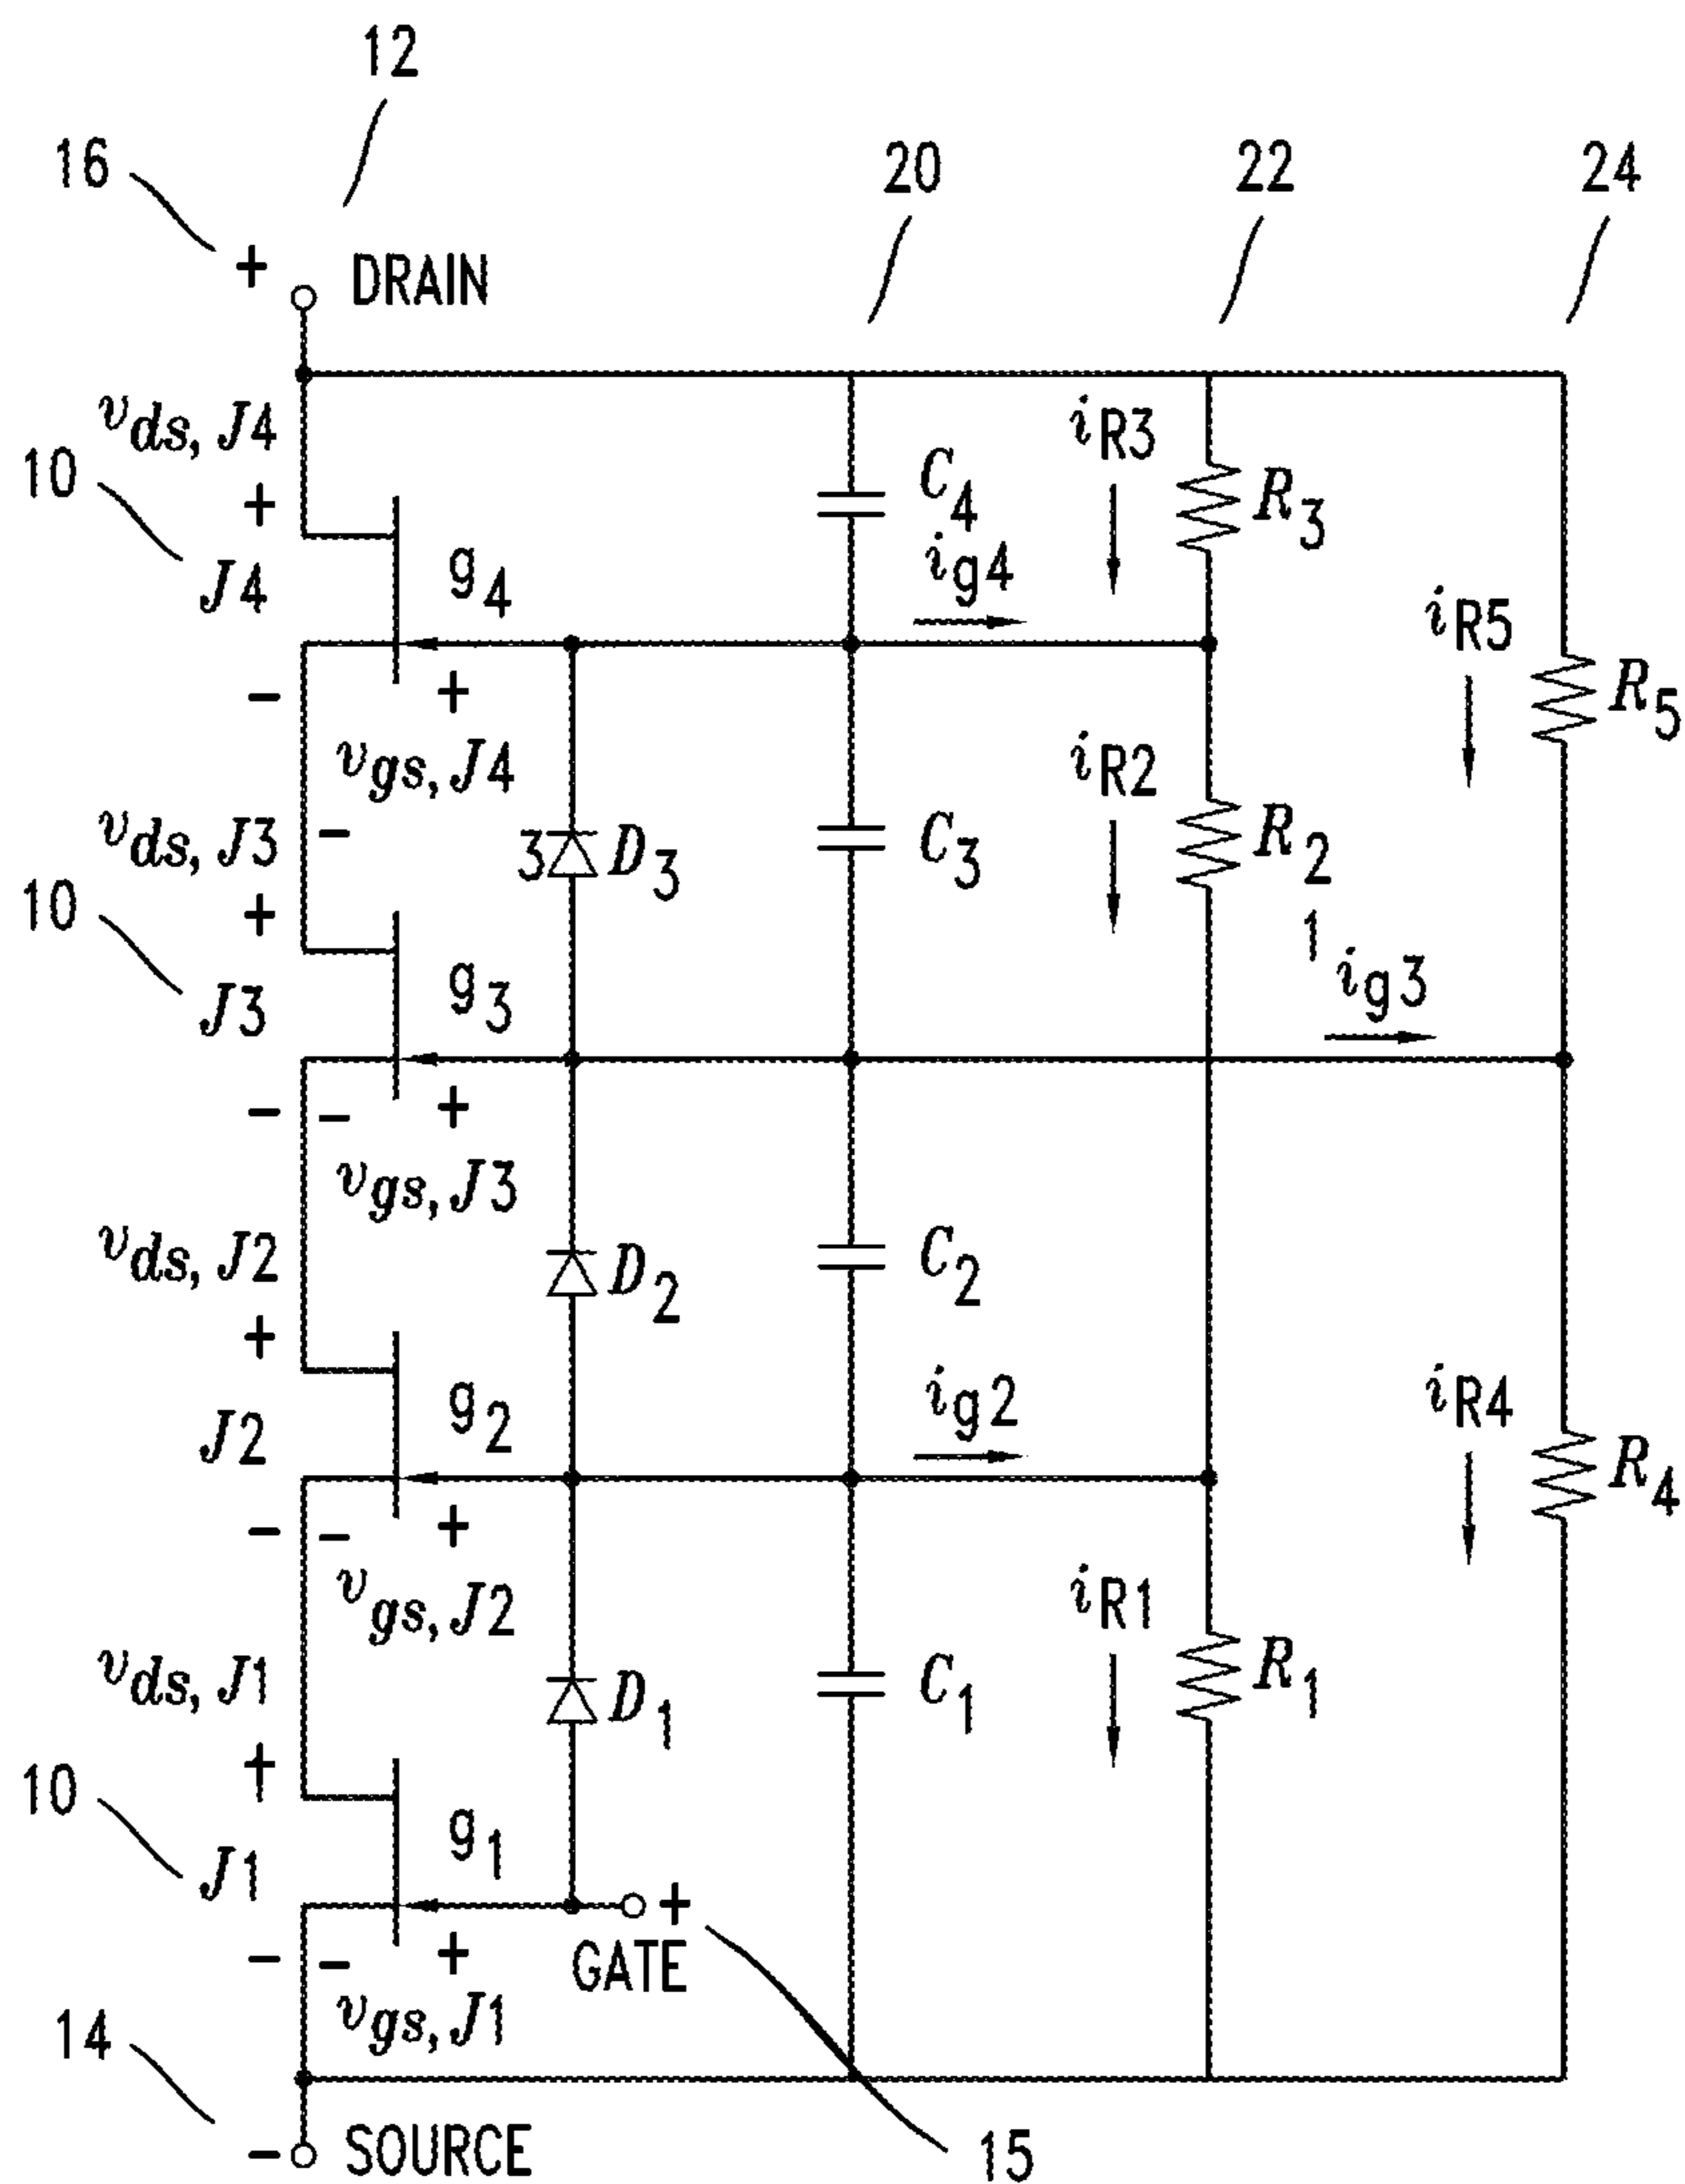 12
16
20
22
24
+
DRAIN
vds, J4
iR3
C4
R3
10
+
g4
ig4
J4
iR5
R5
-
+
vgs, J4
iR2
vds, J3
-
3
D3
C3
R2
10
+
1
ig3
g3
J3
-
-
+
vgs, J3
vds, J2
D2
C2
+
g2
ig2
iR4
R4
J2
-
-
+
vgs, J2
iR1
vds, J1
D1
C1
R1
+
10
g1
J1
+
-
-
+
GATE
vgs, J1
14
-
SOURCE
15